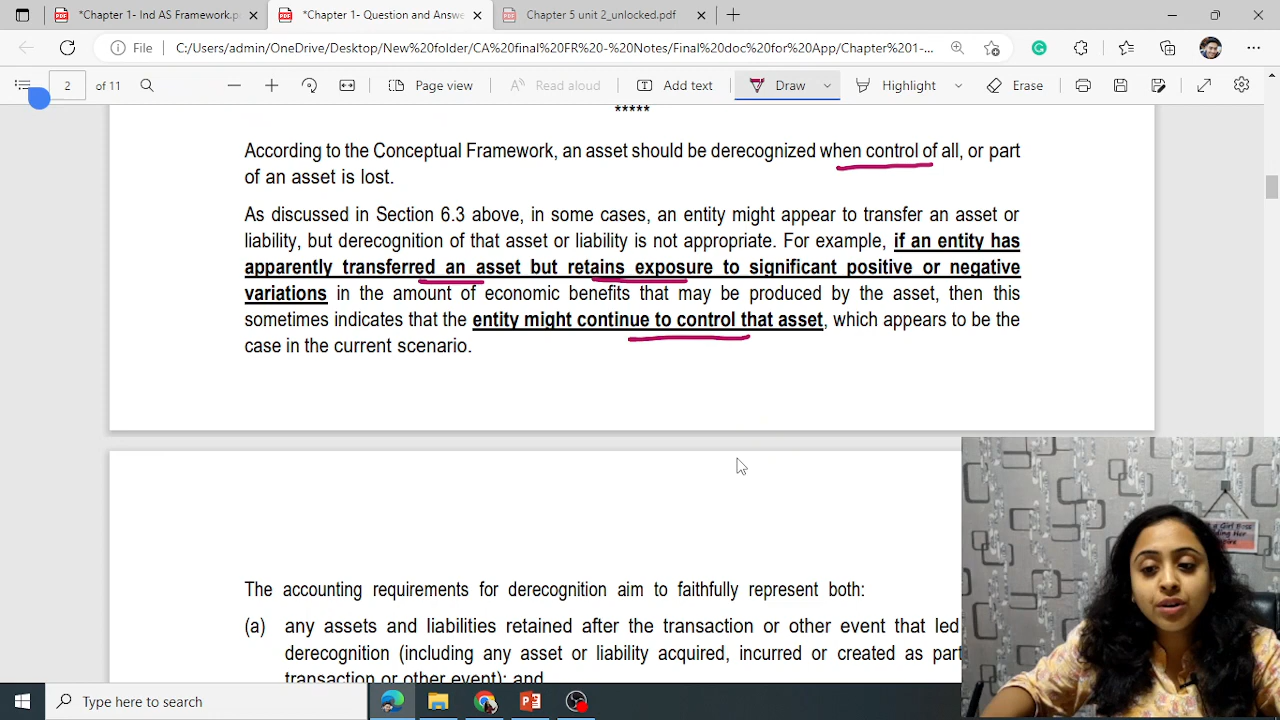 *Chapter 1- Ind AS Framework.p
*Chapter 1- Question and Answe
Chapter 5 unit 2_unlocked.pdf
File
C:/Users/admin/OneDrive/Desktop/New%20folder/CA%20Final%20FR%20-%20Notes/Final%20doc%20for%20App/Chapter%201-...
2 of 11
Page view
Read aloud
Add text
Draw
Highlight
Erase
*****
According to the Conceptual Framework, an asset should be derecognized when control of all, or part
of an asset is lost.
As discussed in Section 6.3 above, in some cases, an entity might appear to transfer an asset or
liability, but derecognition of that asset or liability is not appropriate. For example, if an entity has
apparently transferred an asset but retains exposure to significant positive or negative
variations in the amount of economic benefits that may be produced by the asset, then this
sometimes indicates that the entity might continue to control that asset, which appears to be the
case in the current scenario.
The accounting requirements for derecognition aim to faithfully represent both:
(a) any assets and liabilities retained after the transaction or other event that led
derecognition (including any asset or liability acquired, incurred or created as part
transaction or other event); and
Girl Boss
Type here to search